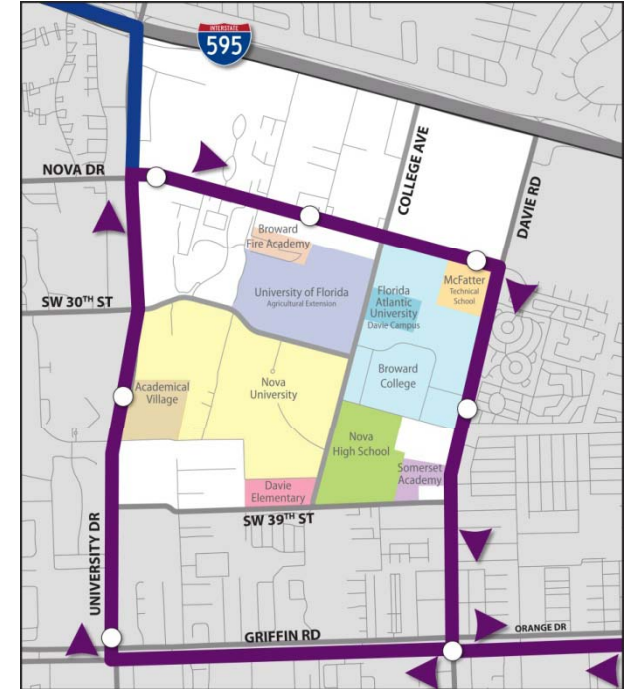 INTERSTATE
595
COLLEGE AVE
NOVA DR
DAVIE RD
Broward
Fire Academy
McFatter
Technical
School
University of Florida
Agricultural Extension
Florida
Atlantic
University
Davie Campus
SW 30TH ST
Broward
College
Academical
Village
Nova
University
Nova
High School
Somerset
Academy
Davie
Elementary
SW 39TH ST
UNIVERSITY DR
GRIFFIN RD
ORANGE DR